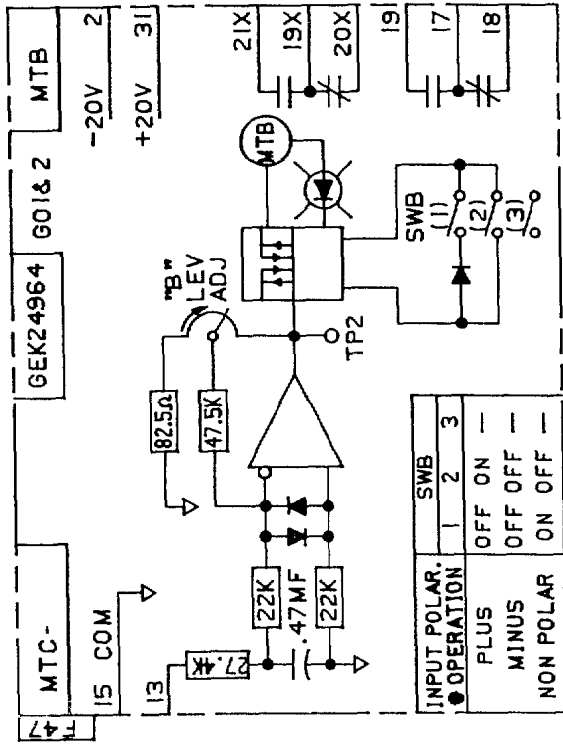 F47
MTC-
GEK24964
G01& 2
MTB
15 COM
13
-20V 2
+20V 31
27.4K
22K
.47MF
22K
82.5Ω
47.5K
"B"
LEV
ADJ
TP2
MTB
21X
19X
20X
19
17
18
SWB
(1)
(2)
(3)
INPUT POLAR. SWB
● OPERATION 1 2 3
PLUS OFF ON —
MINUS OFF OFF —
NON POLAR ON OFF —